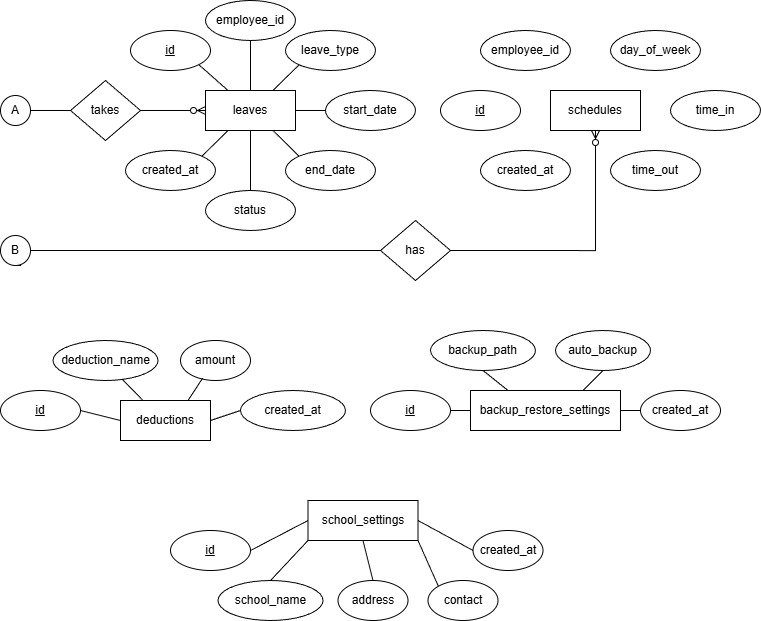 employee_id
id
leave_type
A
takes
leaves
start_date
created_at
end_date
status
employee_id
day_of_week
id
schedules
time_in
created_at
time_out
B
has
deduction_name
amount
id
deductions
created_at
backup_path
auto_backup
id
backup_restore_settings
created_at
school_settings
id
created_at
school_name
address
contact